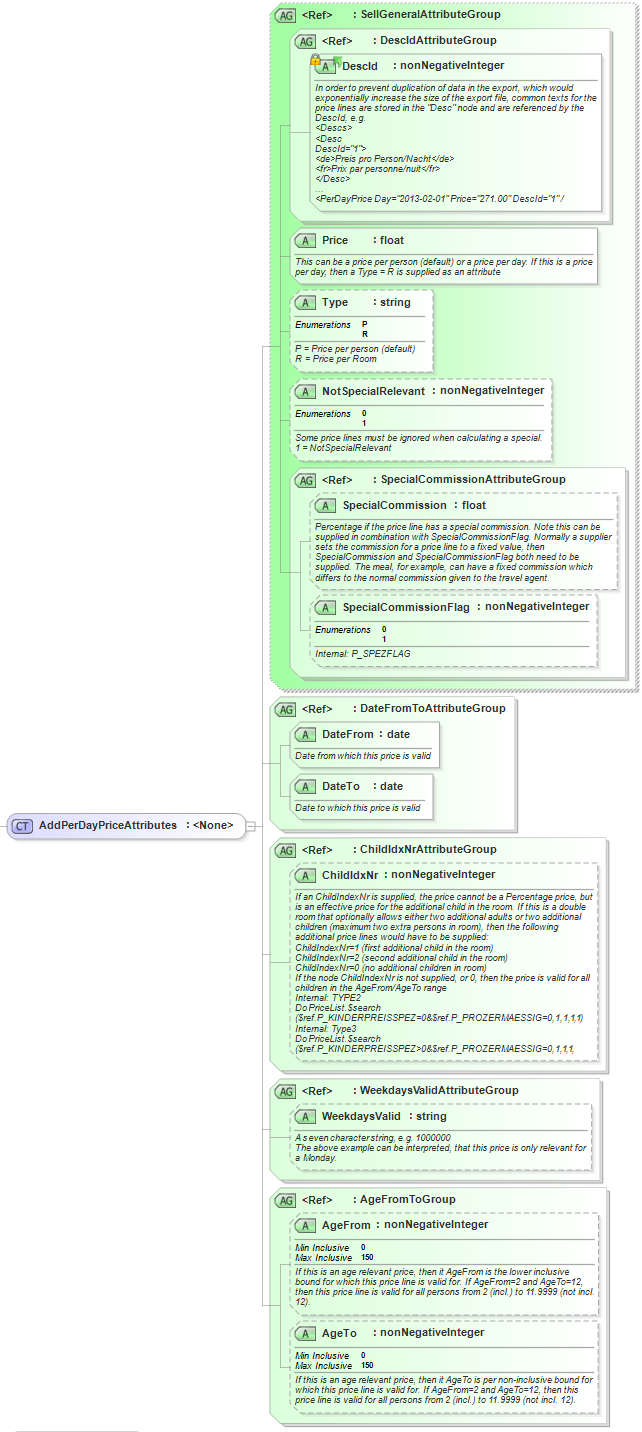 AG <Ref> : SellGeneralAttributeGroup
AG <Ref> : DescIdAttributeGroup
A DescId : nonNegativeInteger
In order to prevent duplication of data in the export, which would
exponentially increase the size of the export file, common texts for the
price lines are stored in the "Desc" node and are referenced by the
DescId, e.g.
<Descs>
<Desc
DescId="1">
<de>Preis pro Person/Nacht</de>
<fr>Prix par personne/nuit</fr>
</Desc>
...
<PerDayPrice Day="2013-02-01" Price="271.00" DescId="1" /
A Price : float
This can be a price per person (default) or a price per day. If this is a price
per day, then a Type = R is supplied as an attribute
A Type : string
Enumerations P
R
P = Price per person (default)
R = Price per Room
A NotSpecialRelevant : nonNegativeInteger
Enumerations 0
1
Some price lines must be ignored when calculating a special.
1 = NotSpecialRelevant
AG <Ref> : SpecialCommissionAttributeGroup
A SpecialCommission : float
Percentage if the price line has a special commission. Note this can be
supplied in combination with SpecialCommissionFlag. Normally a supplier
sets the commission for a price line to a fixed value, then
SpecialCommission and SpecialCommissionFlag both need to be
supplied. The meal, for example, can have a fixed commission which
differs to the normal commission given to the travel agent.
A SpecialCommissionFlag : nonNegativeInteger
Enumerations 0
1
Internal: P_SPEZFLAG
AG <Ref> : DateFromToAttributeGroup
A DateFrom : date
Date from which this price is valid
A DateTo : date
Date to which this price is valid
CT AddPerDayPriceAttributes : <None>
AG <Ref> : ChildIdxNrAttributeGroup
A ChildIdxNr : nonNegativeInteger
If an ChildIndexNr is supplied, the price cannot be a Percentage price, but
is an effective price for the additional child in the room. If this is a double
room that optionally allows either two additional adults or two additional
children (maximum two extra persons in room), then the following
additional price lines would have to be supplied:
ChildIndexNr=1 (first additional child in the room)
ChildIndexNr=2 (second additional child in the room)
ChildIndexNr=0 (no additional children in room)
If the node ChildIndexNr is not supplied, or 0, then the price is valid for all
children in the AgeFrom/AgeTo range
Internal: TYPE2
DoPriceList.$search
($ref.P_KINDERPREISSPEZ=0&$ref.P_PROZERMAESSIG=0,1,1,1,1)
Internal: Type3
DoPriceList.$search
($ref.P_KINDERPREISSPEZ>0&$ref.P_PROZERMAESSIG=0,1,1,1,
AG <Ref> : WeekdaysValidAttributeGroup
A WeekdaysValid : string
A seven character string, e.g. 1000000
The above example can be interpreted, that this price is only relevant for
a Monday.
AG <Ref> : AgeFromToGroup
A AgeFrom : nonNegativeInteger
Min Inclusive 0
Max Inclusive 150
If this is an age relevant price, then it AgeFrom is the lower inclusive
bound for which this price line is valid for. If AgeFrom=2 and AgeTo=12,
then this price line is valid for all persons from 2 (incl.) to 11.9999 (not incl.
12).
A AgeTo : nonNegativeInteger
Min Inclusive 0
Max Inclusive 150
If this is an age relevant price, then it AgeTo is per non-inclusive bound for
which this price line is valid for. If AgeFrom=2 and AgeTo=12, then this
price line is valid for all persons from 2 (incl.) to 11.9999 (not incl. 12).